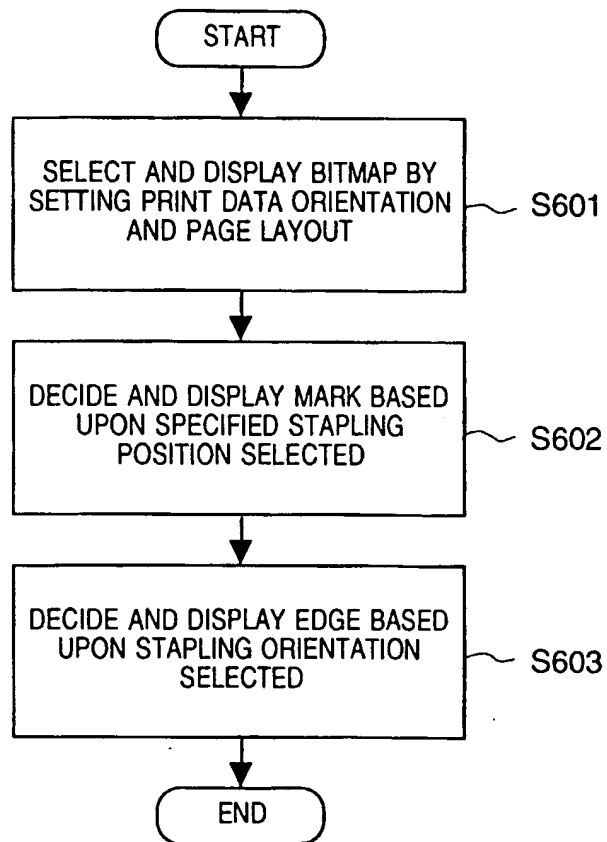 START
SELECT AND DISPLAY BITMAP BY
SETTING PRINT DATA ORIENTATION
AND PAGE LAYOUT
S601
DECIDE AND DISPLAY MARK BASED
UPON SPECIFIED STAPLING
POSITION SELECTED
S602
DECIDE AND DISPLAY EDGE BASED
UPON STAPLING ORIENTATION
SELECTED
S603
END